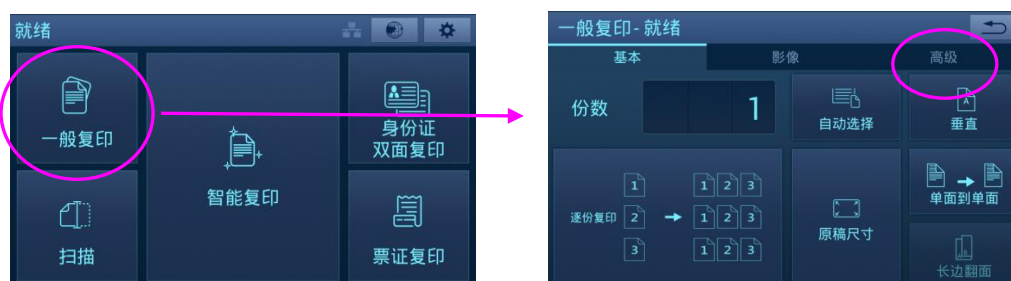 就绪
一般复印
智能复印
身份证
双面复印
扫描
票证复印
一般复印- 就绪
基本
影像
高级
份数
1
自动选择
A
垂直
逐份复印
1
2
3
1 2 3
1 2 3
1 2 3
原稿尺寸
单面到单面
长边翻面